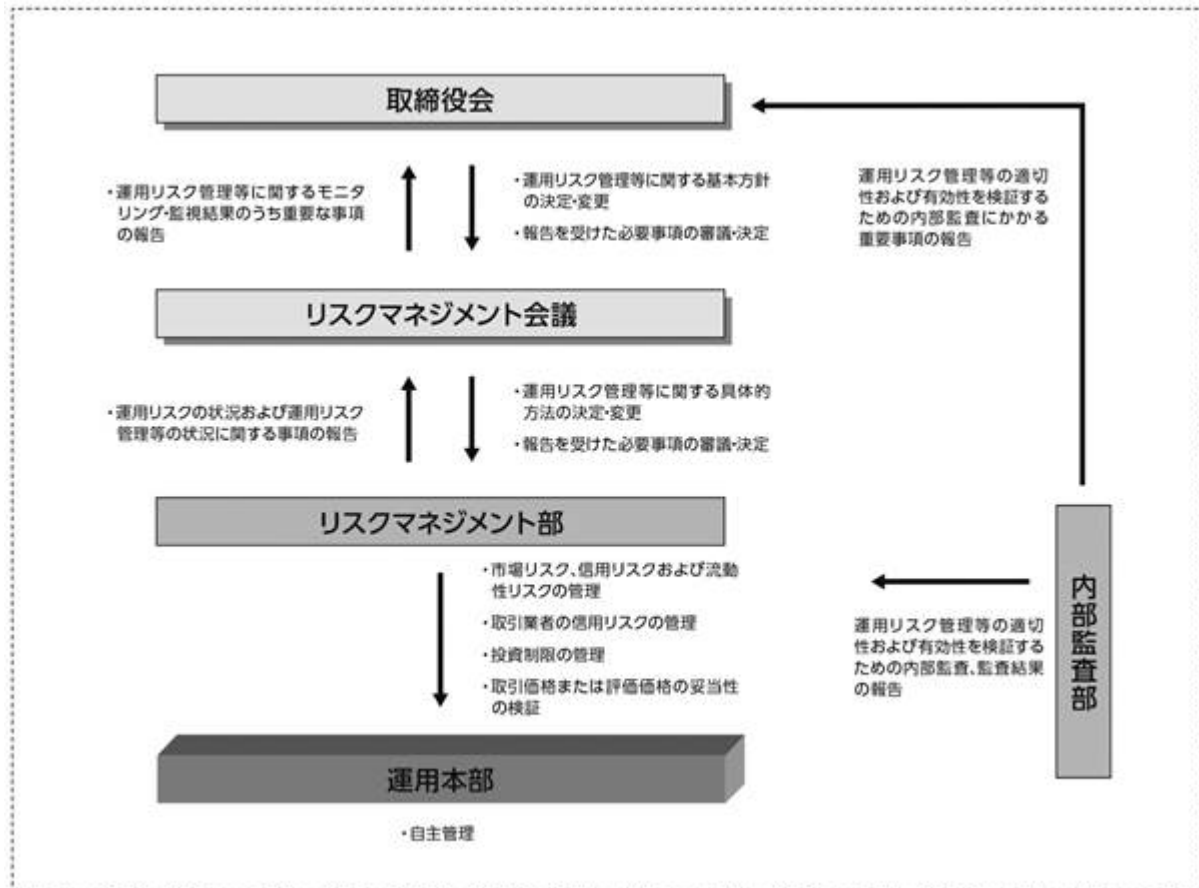 取締役会
・運用リスク管理等に関するモニタ
リング・監視結果のうち重要な事項
の報告
・運用リスク管理等に関する基本方針
の決定・変更
・報告を受けた必要事項の審議・決定
運用リスク管理等の適切
性および有効性を検証する
ための内部監査にかかる
重要事項の報告
リスクマネジメント会議
・運用リスクの状況および運用リスク
管理等の状況に関する事項の報告
・運用リスク管理等に関する具体的
方法の決定・変更
・報告を受けた必要事項の審議・決定
リスクマネジメント部
・市場リスク、信用リスクおよび流動
性リスクの管理
・取引業者の信用リスクの管理
・投資制限の管理
・取引価格または評価価格の妥当性
の検証
運用リスク管理等の適切
性および有効性を検証する
ための内部監査、監査結果
の報告
内部監査部
運用本部
・自主管理